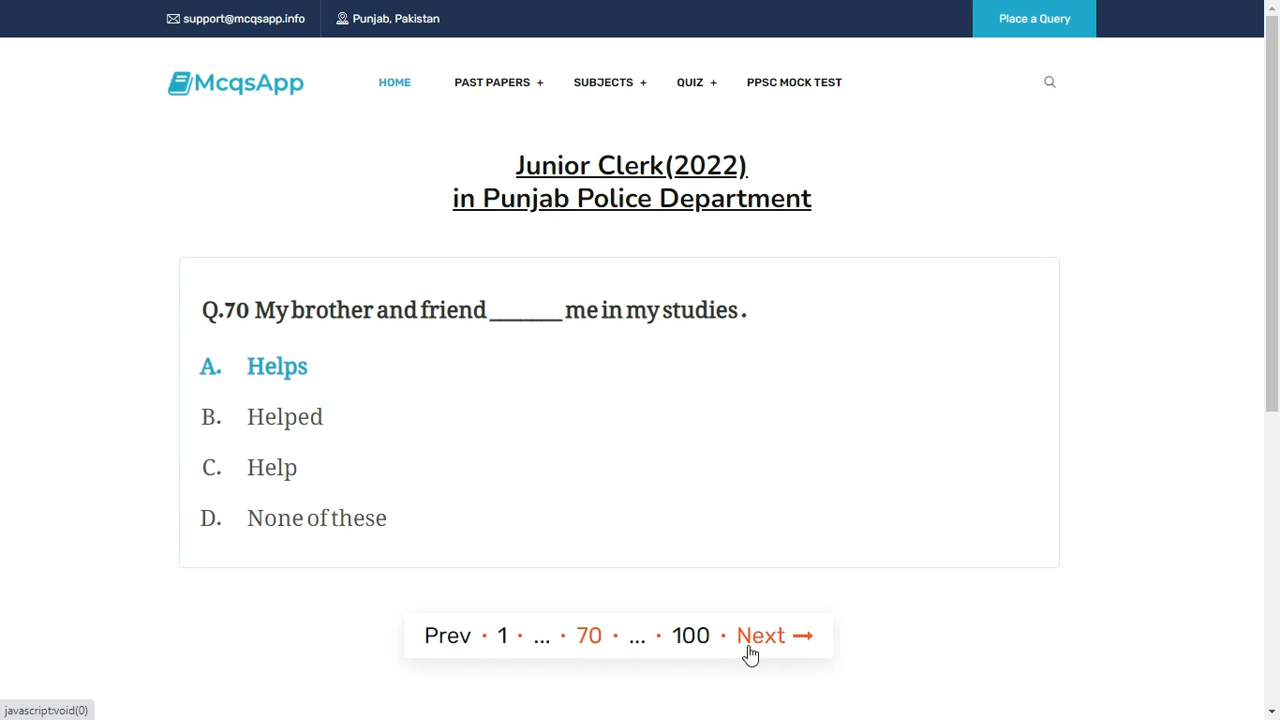 support@mcqsapp.info
Punjab, Pakistan
Place a Query
McqsApp
HOME
PAST PAPERS +
SUBJECTS +
QUIZ +
PPSC MOCK TEST
Junior Clerk(2022)
in Punjab Police Department
Q.70 My brother and friend _______ me in my studies .
A. Helps
B. Helped
C. Help
D. None of these
Prev • 1 • ... • 70 • ... • 100 • Next →
javascript:void(0)